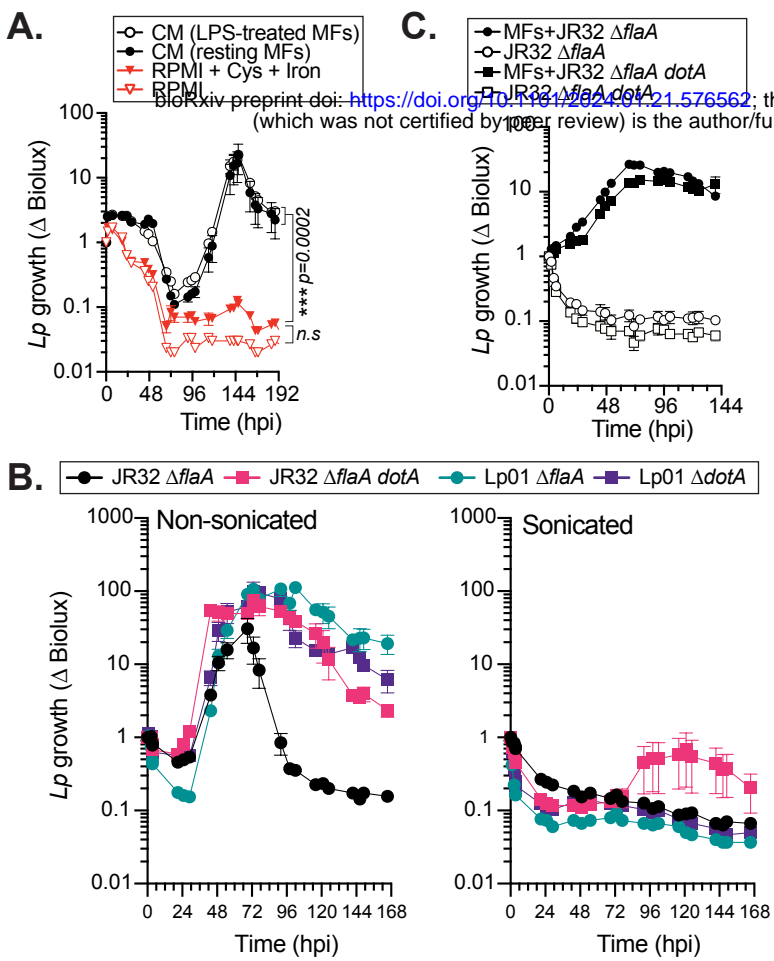 A.
CM (LPS-treated MFs)
CM (resting MFs)
RPMI + Cys + Iron
RPMI
C.
MFs+JR32 ΔflaA
JR32 ΔflaA
MFs+JR32 ΔflaA dotA
JR32 ΔflaA dotA
bioRxiv preprint doi: https://doi.org/10.1101/2024.01.21.576562; th
(which was not certified by peer review) is the author/fu
Lp growth (Δ Biolux)
100
10
1
0.1
0.01
0 48 96 144 192
Time (hpi)
*** p=0.0002
n.s
Lp growth (Δ Biolux)
100
10
1
0.1
0.01
0 48 96 144
Time (hpi)
B.
JR32 ΔflaA JR32 ΔflaA dotA Lp01 ΔflaA Lp01 ΔdotA
Non-sonicated
Lp growth (Δ Biolux)
1000
100
10
1
0.1
0.01
0 24 48 72 96 120 144 168
Time (hpi)
Sonicated
1000
100
10
1
0.1
0.01
0 24 48 72 96 120 144 168
Time (hpi)